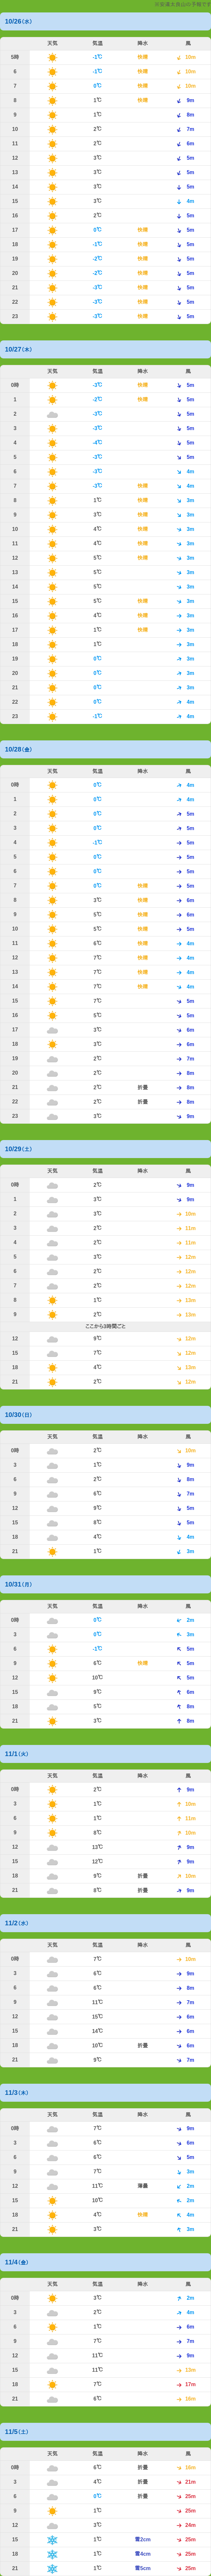 10/26(水)
天気 気温 降水 風
5時 -1℃ 快晴 10m
6 -1℃ 快晴 10m
7 0℃ 快晴 10m
8 1℃ 快晴 9m
9 1℃ 8m
10 2℃ 7m
11 2℃ 6m
12 3℃ 5m
13 3℃ 5m
14 3℃ 5m
15 3℃ 4m
16 2℃ 5m
17 0℃ 快晴 5m
18 -1℃ 快晴 5m
19 -2℃ 快晴 5m
20 -2℃ 快晴 5m
21 -3℃ 快晴 5m
22 -3℃ 快晴 5m
23 -3℃ 快晴 5m
10/27(木)
天気 気温 降水 風
0時 -3℃ 快晴 5m
1 -2℃ 快晴 5m
2 -3℃ 5m
3 -3℃ 5m
4 -4℃ 5m
5 -3℃ 5m
6 -3℃ 4m
7 -3℃ 快晴 4m
8 1℃ 快晴 3m
9 3℃ 快晴 3m
10 4℃ 快晴 3m
11 4℃ 快晴 3m
12 5℃ 快晴 3m
13 5℃ 3m
14 5℃ 3m
15 5℃ 快晴 3m
16 4℃ 快晴 3m
17 1℃ 快晴 3m
18 1℃ 3m
19 0℃ 3m
20 0℃ 3m
21 0℃ 3m
22 0℃ 4m
23 -1℃ 4m
10/28(金)
天気 気温 降水 風
0時 0℃ 4m
1 0℃ 4m
2 0℃ 5m
3 0℃ 5m
4 -1℃ 5m
5 0℃ 5m
6 0℃ 5m
7 0℃ 快晴 5m
8 3℃ 快晴 6m
9 5℃ 快晴 6m
10 5℃ 快晴 5m
11 6℃ 快晴 4m
12 7℃ 快晴 4m
13 7℃ 快晴 4m
14 7℃ 快晴 4m
15 7℃ 5m
16 5℃ 5m
17 3℃ 6m
18 3℃ 6m
19 2℃ 7m
20 2℃ 8m
21 2℃ 折曇 8m
22 2℃ 折曇 8m
23 3℃ 9m
10/29(土)
天気 気温 降水 風
0時 2℃ 9m
1 3℃ 9m
2 3℃ 10m
3 2℃ 11m
4 2℃ 11m
5 3℃ 12m
6 2℃ 12m
7 2℃ 12m
8 1℃ 13m
9 2℃ 13m
ここから3時間ごと
12 9℃ 12m
15 7℃ 12m
18 4℃ 13m
21 2℃ 12m
10/30(日)
天気 気温 降水 風
0時 2℃ 10m
3 1℃ 9m
6 2℃ 8m
9 6℃ 7m
12 9℃ 5m
15 8℃ 5m
18 4℃ 4m
21 1℃ 3m
10/31(月)
天気 気温 降水 風
0時 0℃ 2m
3 0℃ 3m
6 -1℃ 5m
9 6℃ 快晴 5m
12 10℃ 5m
15 9℃ 6m
18 5℃ 8m
21 3℃ 8m
11/1(火)
天気 気温 降水 風
0時 2℃ 9m
3 1℃ 10m
6 1℃ 11m
9 8℃ 10m
12 13℃ 9m
15 12℃ 9m
18 9℃ 折曇 10m
21 8℃ 折曇 9m
11/2(水)
天気 気温 降水 風
0時 7℃ 10m
3 6℃ 9m
6 6℃ 8m
9 11℃ 7m
12 15℃ 6m
15 14℃ 6m
18 10℃ 折曇 6m
21 9℃ 7m
11/3(木)
天気 気温 降水 風
0時 7℃ 9m
3 6℃ 6m
6 6℃ 5m
9 7℃ 3m
12 11℃ 薄曇 2m
15 10℃ 2m
18 4℃ 快晴 4m
21 3℃ 3m
11/4(金)
天気 気温 降水 風
0時 3℃ 2m
3 2℃ 4m
6 1℃ 6m
9 7℃ 7m
12 11℃ 9m
15 11℃ 13m
18 7℃ 17m
21 6℃ 16m
11/5(土)
天気 気温 降水 風
0時 6℃ 折曇 16m
3 4℃ 折曇 21m
6 0℃ 折曇 25m
9 1℃ 25m
12 3℃ 24m
15 1℃ 雪2cm 25m
18 1℃ 雪4cm 25m
21 1℃ 雪5cm 25m